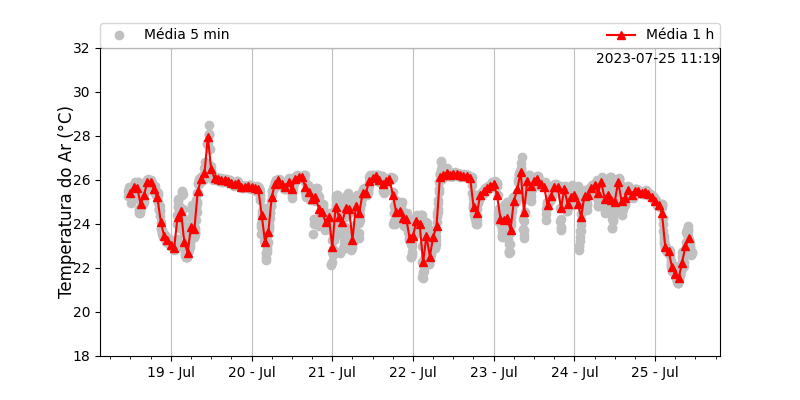 Média 5 min
Média 1 h
2023-07-25 11:19
Temperatura do Ar (°C)
32
30
28
26
24
22
20
18
19 - Jul
20 - Jul
21 - Jul
22 - Jul
23 - Jul
24 - Jul
25 - Jul